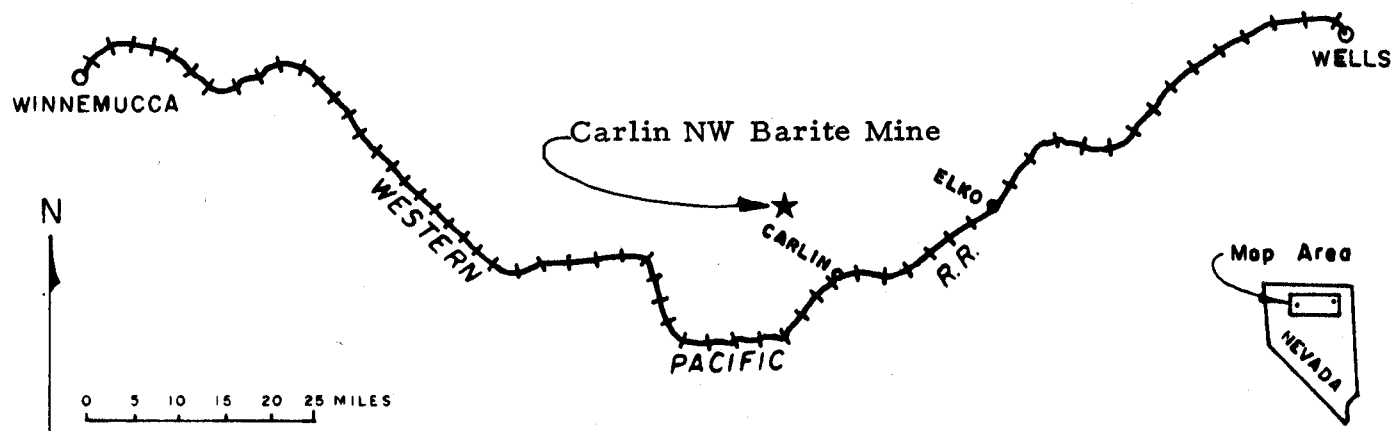 WINNEMUCCA
WELLS
Carlin NW Barite Mine
WESTERN
ELKO
N
CARLIN
R.R.
Map Area
PACIFIC
NEVADA
0 5 10 15 20 25 MILES